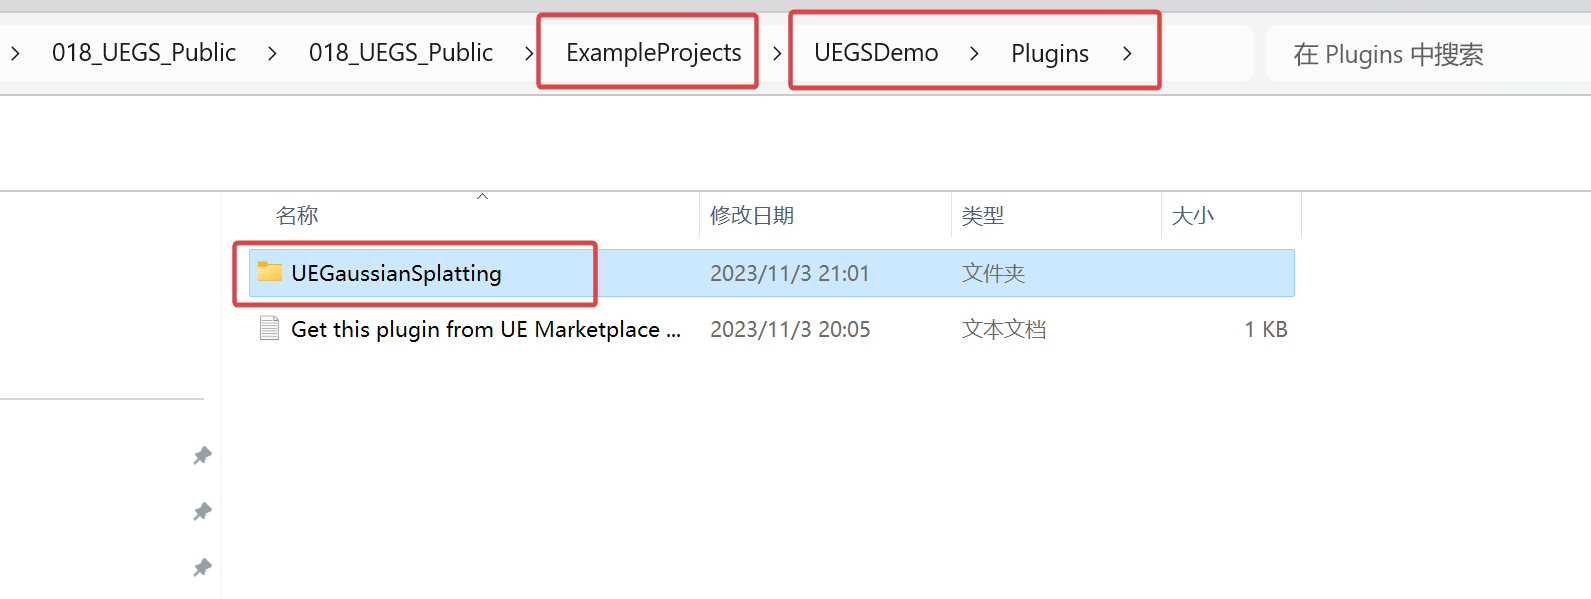 018_UEGS_Public > 018_UEGS_Public > ExampleProjects > UEGSDemo > Plugins > 在 Plugins 中搜索
名称 修改日期 类型 大小
UEGaussianSplatting 2023/11/3 21:01 文件夹
Get this plugin from UE Marketplace ... 2023/11/3 20:05 文本文档 1 KB